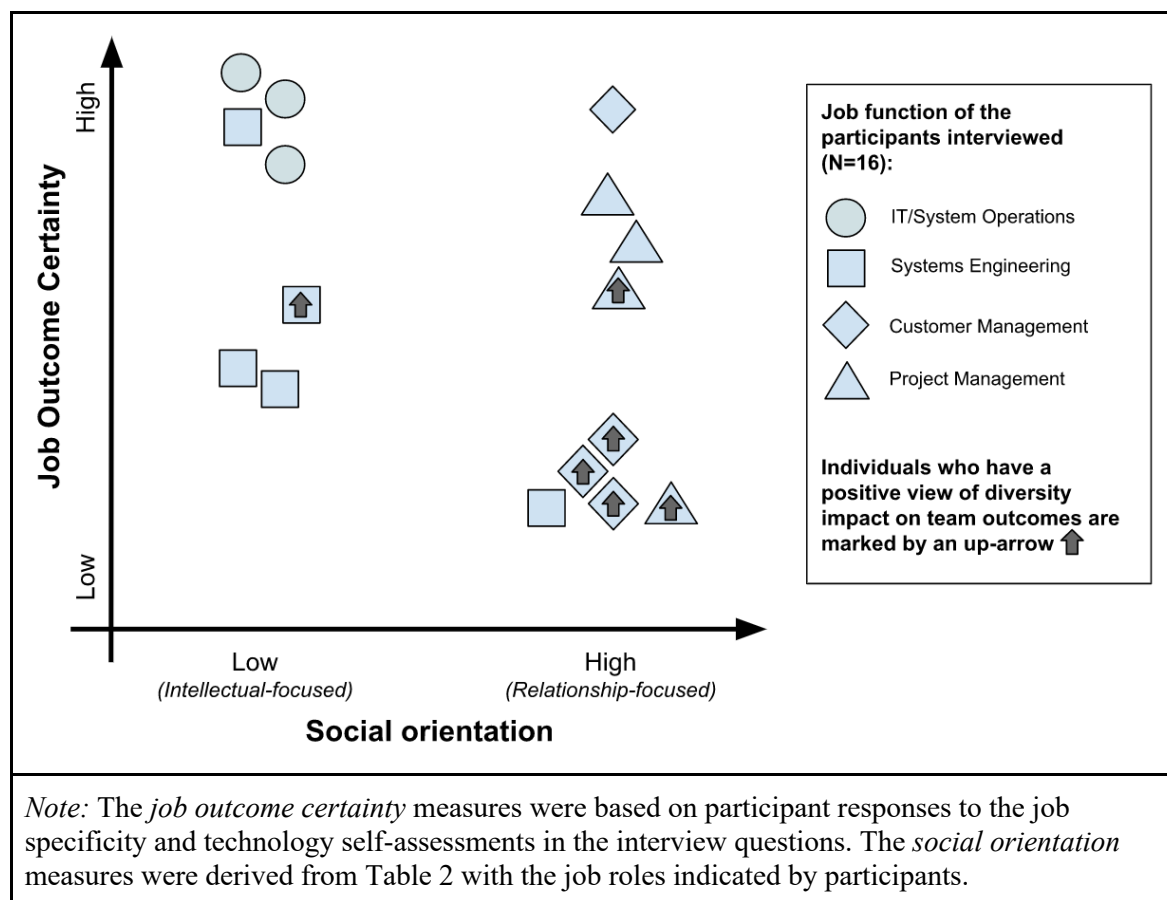 High
Job Outcome Certainty
Low
Low
(Intellectual-focused)
High
(Relationship-focused)
Social orientation
Job function of the
participants interviewed
(N=16):
IT/System Operations
Systems Engineering
Customer Management
Project Management
Individuals who have a
positive view of diversity
impact on team outcomes are
marked by an up-arrow
Note: The job outcome certainty measures were based on participant responses to the job
specificity and technology self-assessments in the interview questions. The social orientation
measures were derived from Table 2 with the job roles indicated by participants.